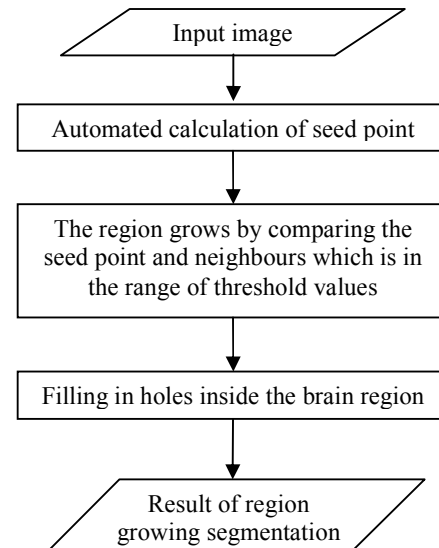 Input image
Automated calculation of seed point
The region grows by comparing the
seed point and neighbours which is in
the range of threshold values
Filling in holes inside the brain region
Result of region
growing segmentation